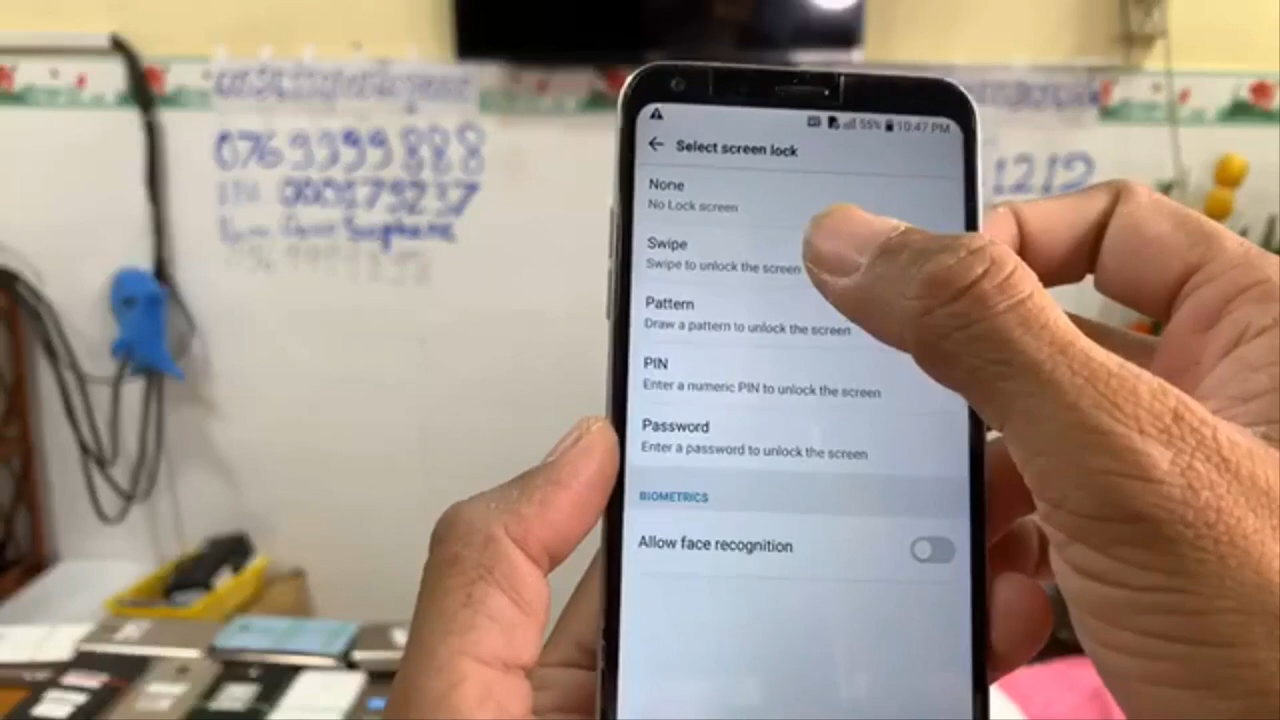 076 3399 888
000179237
1212
55% 10:47 PM
Select screen lock
None
No Lock screen
Swipe
Swipe to unlock the screen
Pattern
Draw a pattern to unlock the screen
PIN
Enter a numeric PIN to unlock the screen
Password
Enter a password to unlock the screen
BIOMETRICS
Allow face recognition